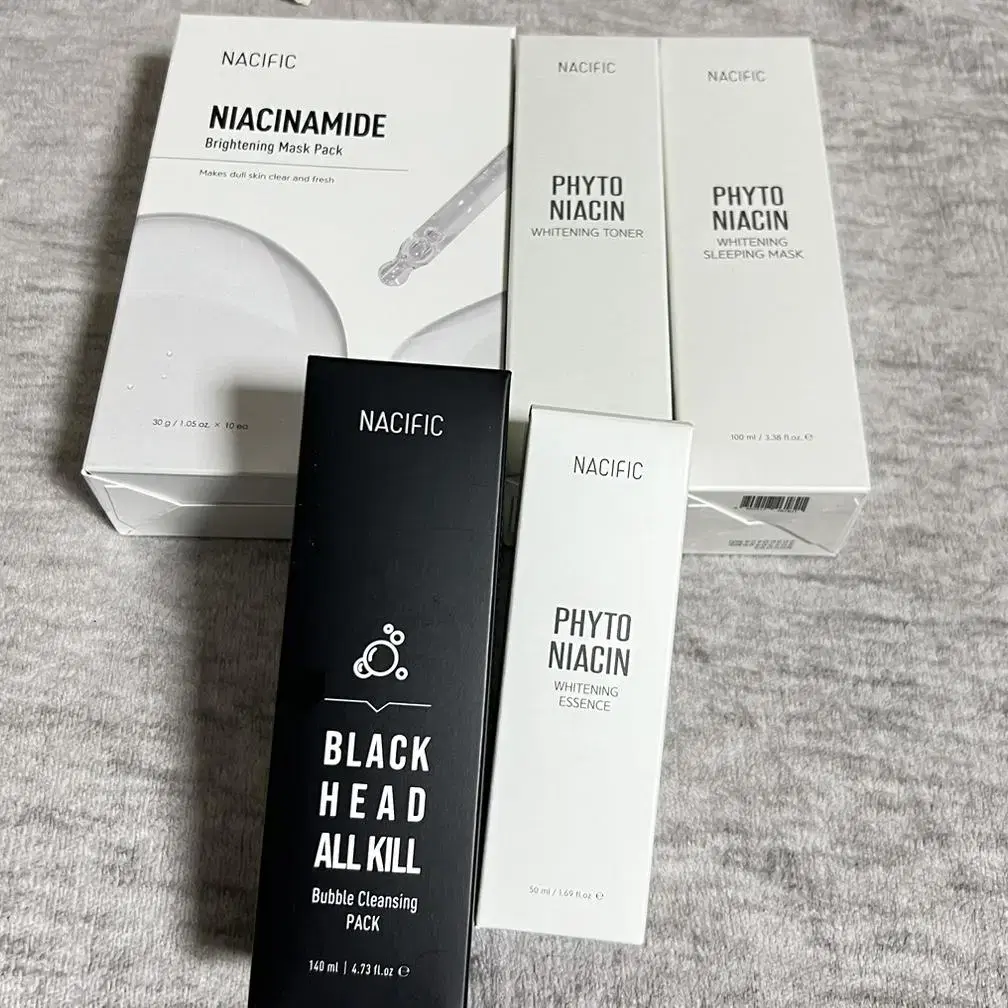 NACIFIC
NIACINAMIDE
Brightening Mask Pack
Makes dull skin clear and fresh
30 g / 1.05 oz. × 10 ea
NACIFIC
PHYTO
NIACIN
WHITENING TONER
NACIFIC
PHYTO
NIACIN
WHITENING
SLEEPING MASK
100 ml / 3.38 fl.oz. ℮
NACIFIC
BLACK
HEAD
ALL KILL
Bubble Cleansing
PACK
140 ml | 4.73 fl.oz ℮
NACIFIC
PHYTO
NIACIN
WHITENING
ESSENCE
50 ml / 1.69 fl.oz ℮